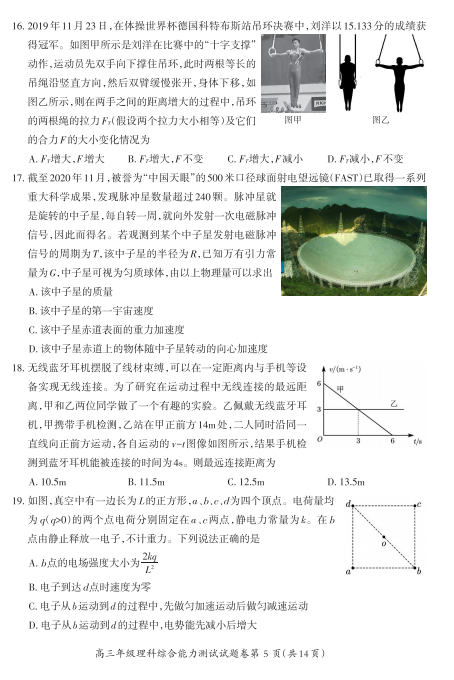 16. 2019年11月23日,在体操世界杯德国科特布斯站吊环决赛中,刘洋以15.133分的成绩获
得冠军。如图甲所示是刘洋在比赛中的“十字支撑”
动作,运动员先双手向下撑住吊环,此时两根等长的
吊绳沿竖直方向,然后双臂缓慢张开,身体下移,如
图乙所示,则在两手之间的距离增大的过程中,吊环
的两根绳的拉力F_T(假设两个拉力大小相等)及它们
的合力F的大小变化情况为
图甲 图乙
A. F_T增大,F增大 B. F_T增大,F不变 C. F_T增大,F减小 D. F_T减小,F不变
17. 截至2020年11月,被誉为“中国天眼”的500米口径球面射电望远镜(FAST)已取得一系列
重大科学成果,发现脉冲星数量超过240颗。脉冲星就
是旋转的中子星,每自转一周,就向外发射一次电磁脉冲
信号,因此而得名。若观测到某个中子星发射电磁脉冲
信号的周期为T,该中子星的半径为R,已知万有引力常
量为G,中子星可视为匀质球体,由以上物理量可以求出
A. 该中子星的质量
B. 该中子星的第一宇宙速度
C. 该中子星赤道表面的重力加速度
D. 该中子星赤道上的物体随中子星转动的向心加速度
18. 无线蓝牙耳机摆脱了线材束缚,可以在一定距离内与手机等设
备实现无线连接。为了研究在运动过程中无线连接的最远距
离,甲和乙两位同学做了一个有趣的实验。乙佩戴无线蓝牙耳
机,甲携带手机检测,乙站在甲正前方14m处,二人同时沿同一
直线向正前方运动,各自运动的v-t图像如图所示,结果手机检
测到蓝牙耳机能被连接的时间为4s。则最远连接距离为
v/(m·s⁻¹)
6
甲
3
乙
O 3 6 t/s
A. 10.5m B. 11.5m C. 12.5m D. 13.5m
19. 如图,真空中有一边长为L的正方形,a、b、c、d为四个顶点。电荷量均
为q(q>0)的两个点电荷分别固定在a、c两点,静电力常量为k。在b
点由静止释放一电子,不计重力。下列说法正确的是
d c
o
a b
A. b点的电场强度大小为2kq/L²
B. 电子到达d点时速度为零
C. 电子从b运动到d的过程中,先做匀加速运动后做匀减速运动
D. 电子从b运动到d的过程中,电势能先减小后增大
高三年级理科综合能力测试试题卷第 5 页(共14页)